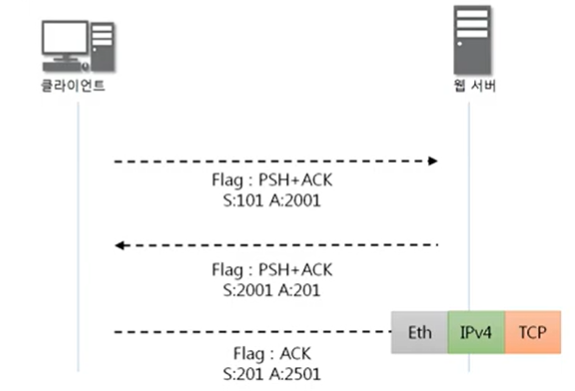 클라이언트
웹 서버
Flag : PSH+ACK
S:101 A:2001
Flag : PSH+ACK
S:2001 A:201
Eth IPv4 TCP
Flag : ACK
S:201 A:2501